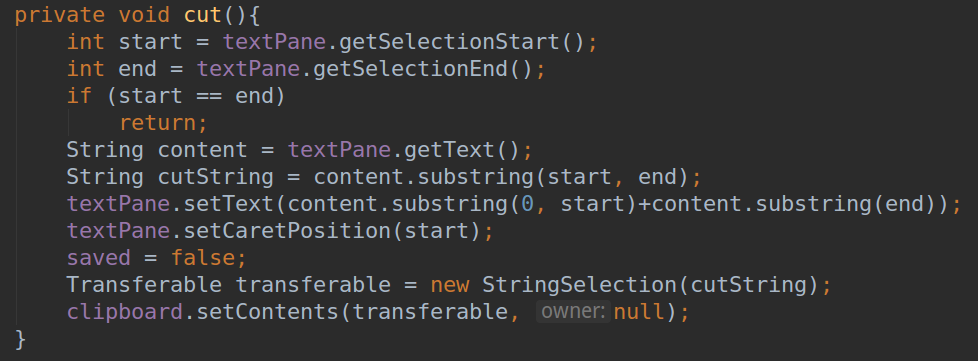 private void cut(){
    int start = textPane.getSelectionStart();
    int end = textPane.getSelectionEnd();
    if (start == end)
        return;
    String content = textPane.getText();
    String cutString = content.substring(start, end);
    textPane.setText(content.substring(0, start)+content.substring(end));
    textPane.setCaretPosition(start);
    saved = false;
    Transferable transferable = new StringSelection(cutString);
    clipboard.setContents(transferable, owner: null);
}